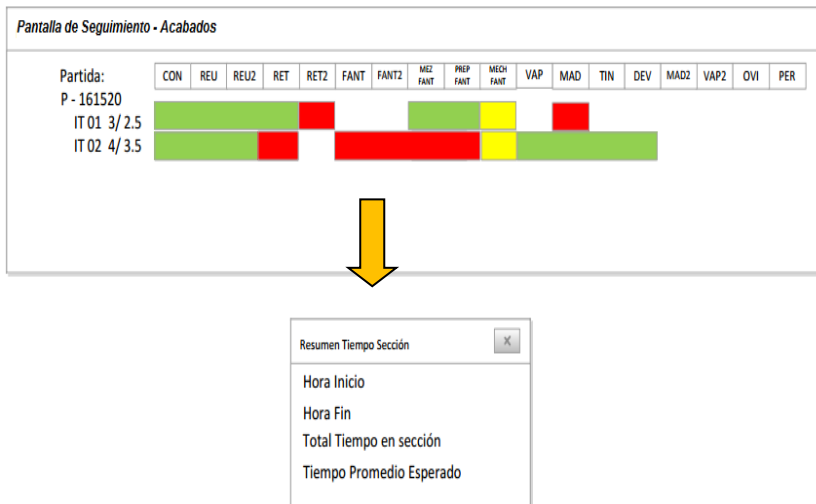 Pantalla de Seguimiento - Acabados
Partida: CON REU REU2 RET RET2 FANT FANT2 MEZ FANT PREP FANT MECH FANT VAP MAD TIN DEV MAD2 VAP2 OVI PER
P - 161520
IT 01 3/ 2.5
IT 02 4/ 3.5
Resumen Tiempo Sección X
Hora Inicio
Hora Fin
Total Tiempo en sección
Tiempo Promedio Esperado